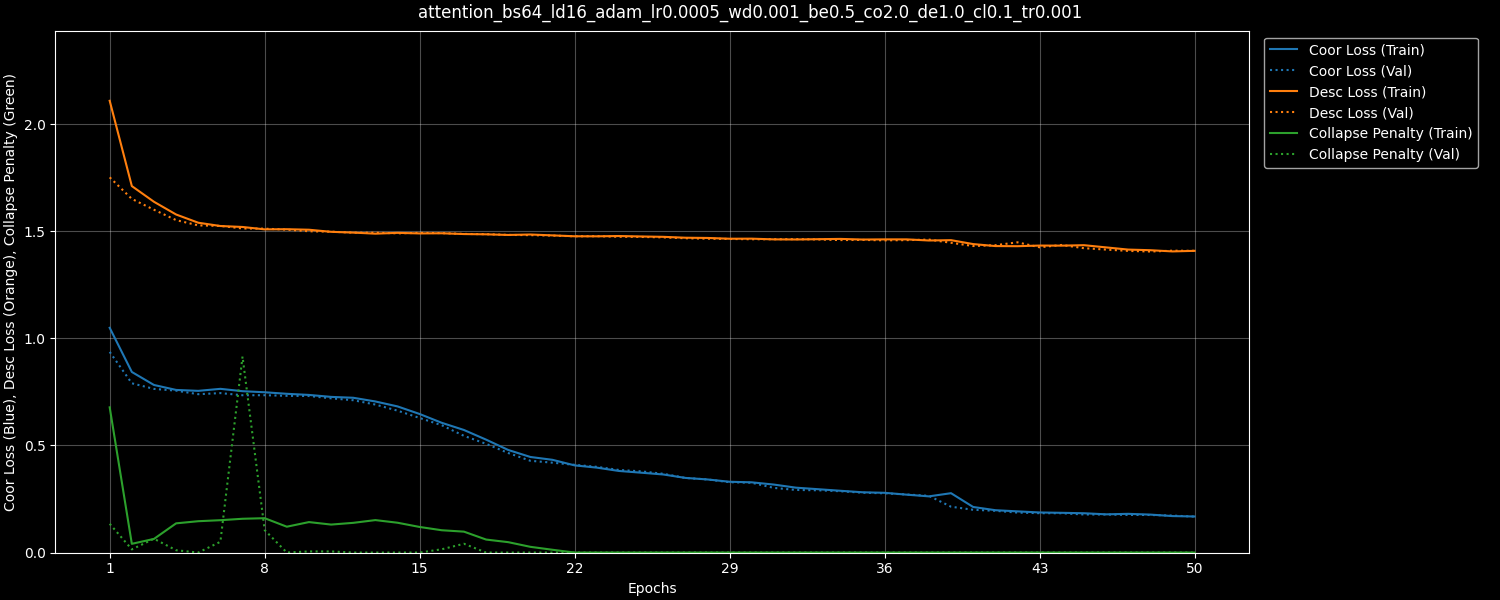 attention_bs64_ld16_adam_lr0.0005_wd0.001_be0.5_co2.0_de1.0_cl0.1_tr0.001
Coor Loss (Blue), Desc Loss (Orange), Collapse Penalty (Green)
2.0
1.5
1.0
0.5
0.0
1
8
15
22
29
36
43
50
Epochs
Coor Loss (Train)
Coor Loss (Val)
Desc Loss (Train)
Desc Loss (Val)
Collapse Penalty (Train)
Collapse Penalty (Val)